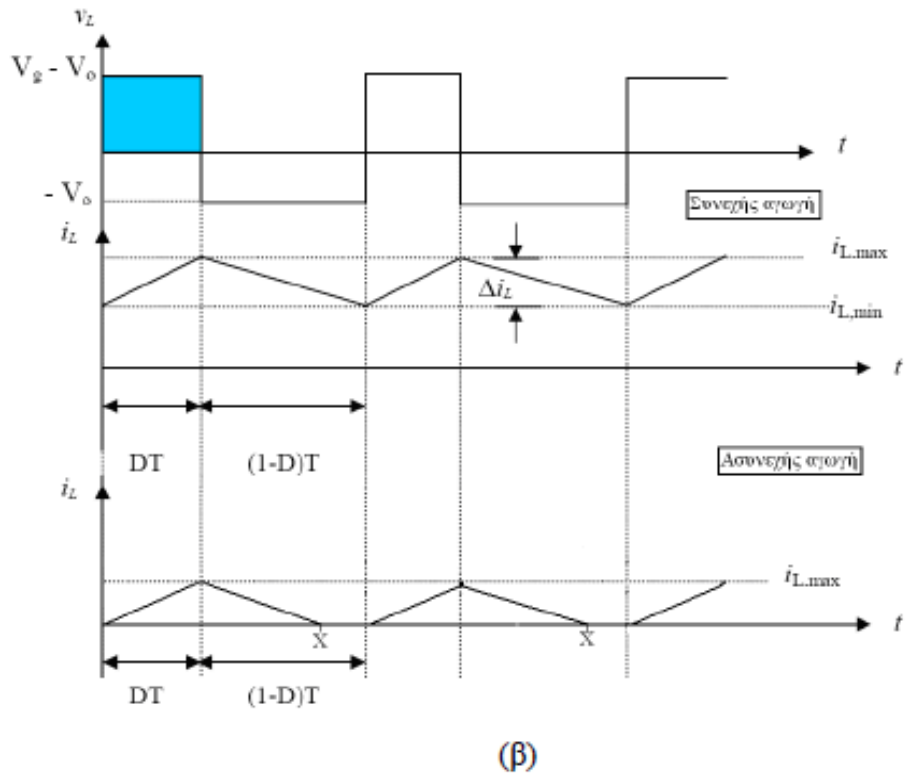 v_L
V_g - V_o
t
- V_o
Συνεχής αγωγή
i_L
i_L.max
Δi_L
i_L,min
t
DT (1-D)T
Ασυνεχής αγωγή
i_L
i_L.max
X X t
DT (1-D)T
(β)